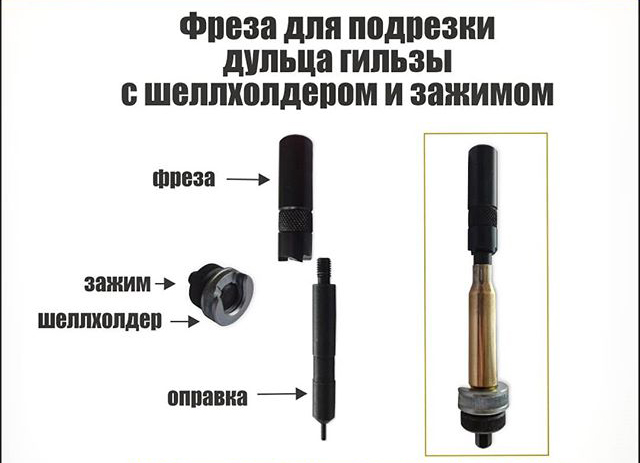 Фреза для подрезки
дульца гильзы
с шеллхолдером и зажимом
фреза
зажим
шеллхолдер
оправка